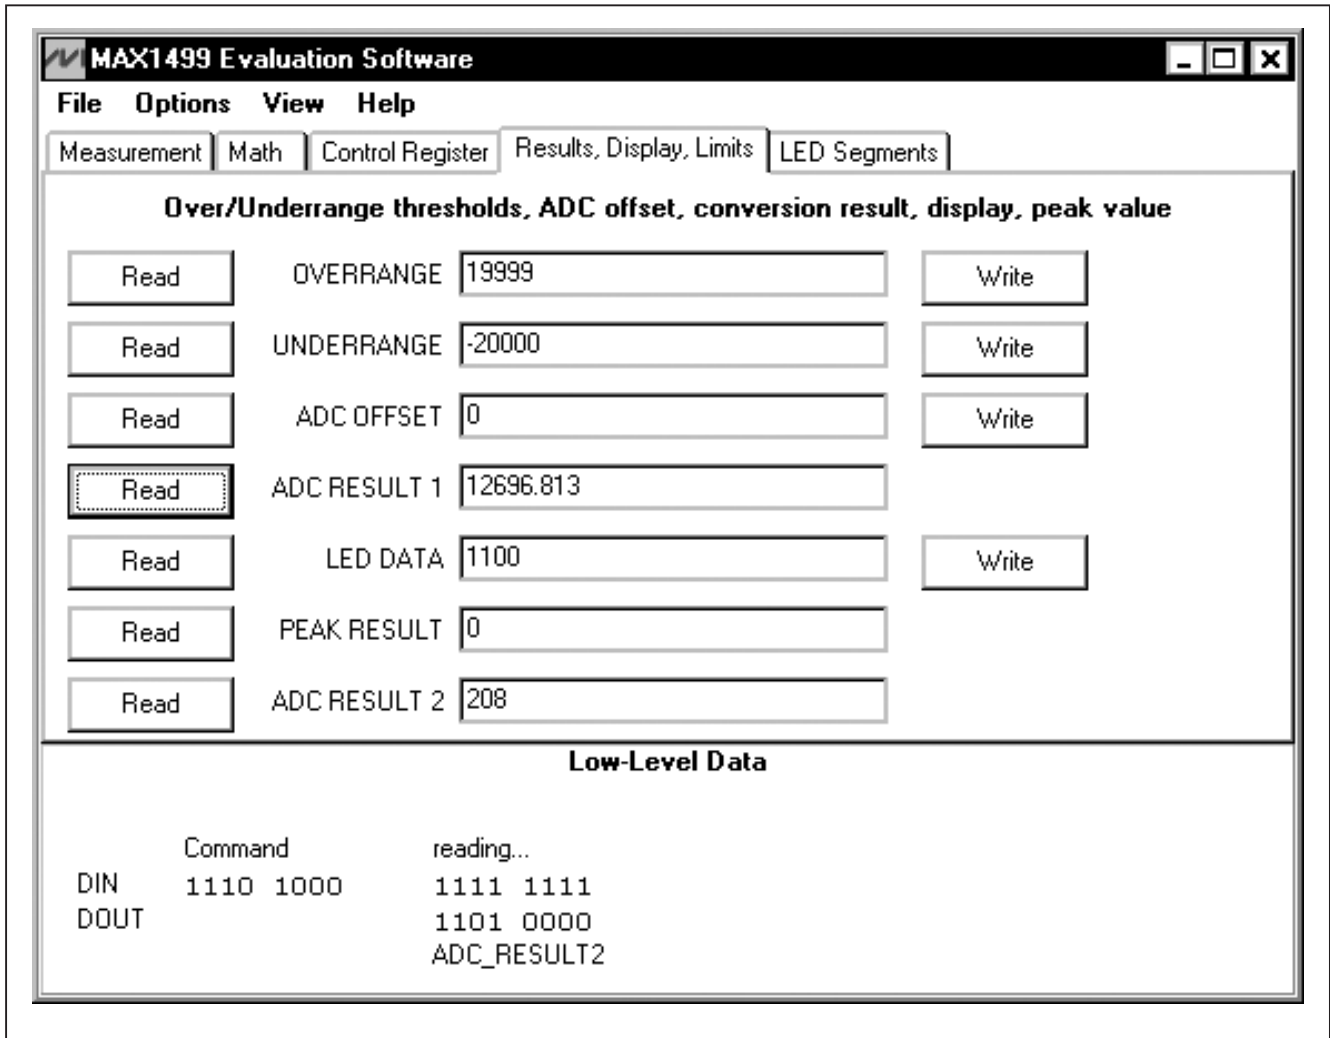 MAX1499 Evaluation Software
File Options View Help
Measurement Math Control Register Results, Display, Limits LED Segments
Over/Underrange thresholds, ADC offset, conversion result, display, peak value
Read OVERRANGE 19999 Write
Read UNDERRANGE -20000 Write
Read ADC OFFSET 0 Write
Read ADC RESULT 1 12696.813
Read LED DATA 1100 Write
Read PEAK RESULT 0
Read ADC RESULT 2 208
Low-Level Data
Command reading...
DIN 1110 1000 1111 1111
DOUT 1101 0000
ADC_RESULT2